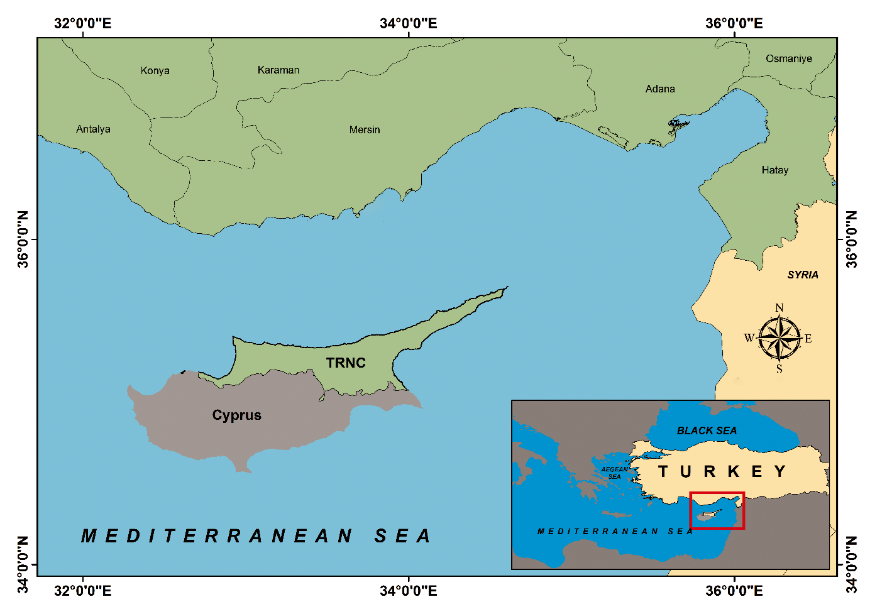 32°0'0"E
34°0'0"E
36°0'0"E
Konya
Karaman
Osmaniye
Adana
Antalya
Mersin
Hatay
36°0'0"N
36°0'0"N
SYRIA
N
W
E
S
TRNC
Cyprus
BLACK SEA
AEGEAN
SEA
TURKEY
MEDITERRANEAN SEA
MEDITERRANEAN SEA
34°0'0"N
34°0'0"N
32°0'0"E
34°0'0"E
36°0'0"E